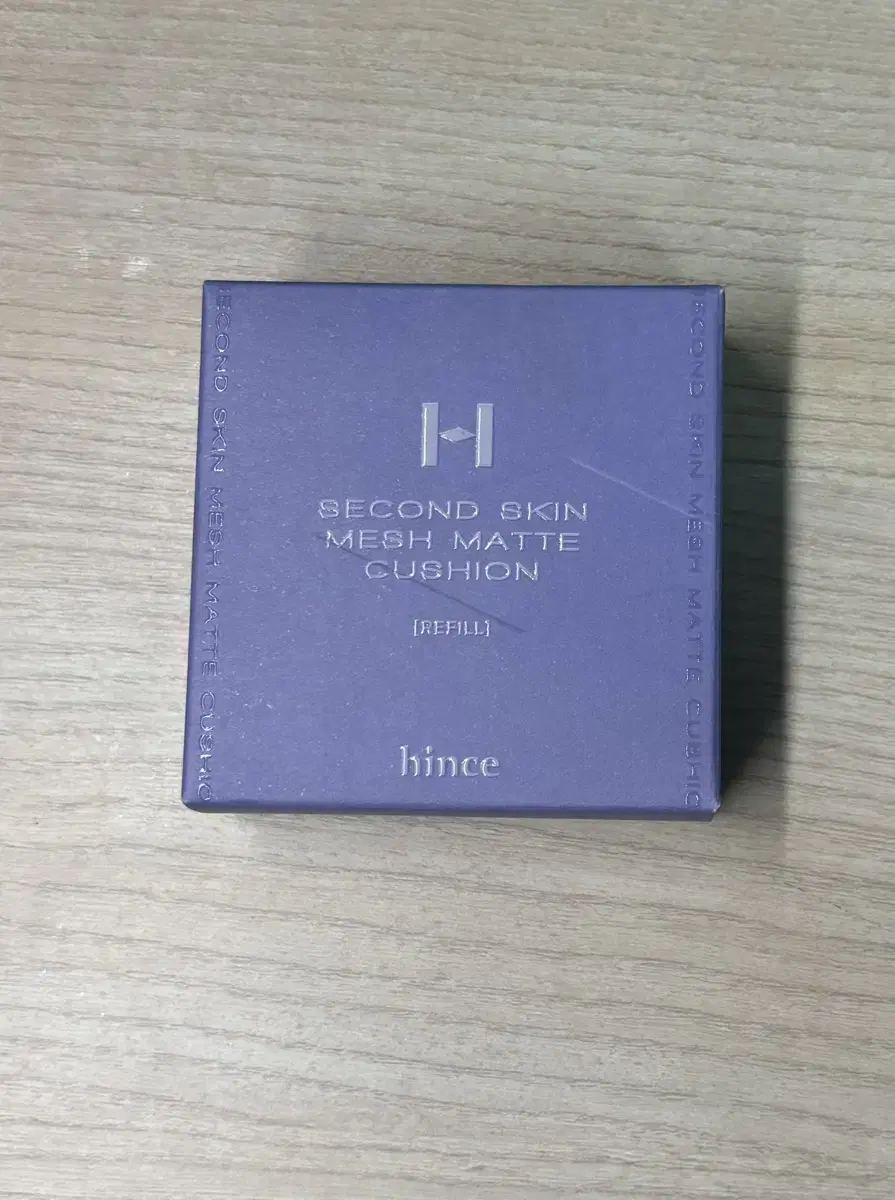 H
SECOND SKIN
MESH MATTE
CUSHION
[REFILL]
hince
SECOND SKIN MESH MATTE CUSHIO
SECOND SKIN MESH MATTE CUSHIO